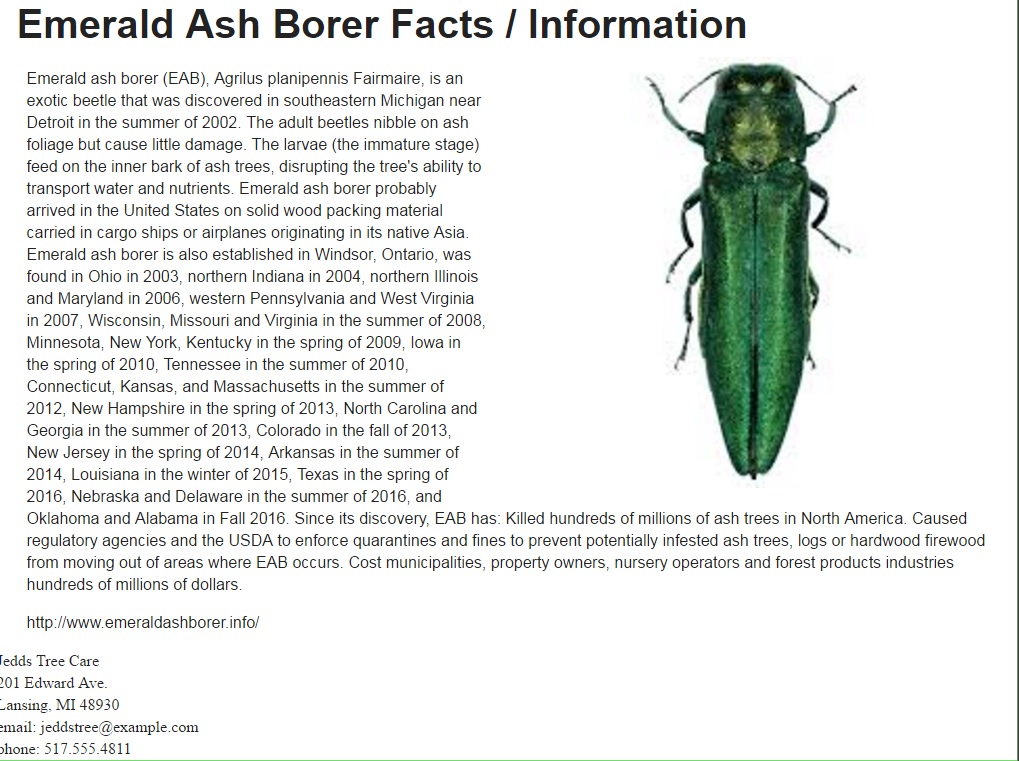 Emerald Ash Borer Facts / Information
Emerald ash borer (EAB), Agrilus planipennis Fairmaire, is an
exotic beetle that was discovered in southeastern Michigan near
Detroit in the summer of 2002. The adult beetles nibble on ash
foliage but cause little damage. The larvae (the immature stage)
feed on the inner bark of ash trees, disrupting the tree's ability to
transport water and nutrients. Emerald ash borer probably
arrived in the United States on solid wood packing material
carried in cargo ships or airplanes originating in its native Asia.
Emerald ash borer is also established in Windsor, Ontario, was
found in Ohio in 2003, northern Indiana in 2004, northern Illinois
and Maryland in 2006, western Pennsylvania and West Virginia
in 2007, Wisconsin, Missouri and Virginia in the summer of 2008,
Minnesota, New York, Kentucky in the spring of 2009, Iowa in
the spring of 2010, Tennessee in the summer of 2010,
Connecticut, Kansas, and Massachusetts in the summer of
2012, New Hampshire in the spring of 2013, North Carolina and
Georgia in the summer of 2013, Colorado in the fall of 2013,
New Jersey in the spring of 2014, Arkansas in the summer of
2014, Louisiana in the winter of 2015, Texas in the spring of
2016, Nebraska and Delaware in the summer of 2016, and
Oklahoma and Alabama in Fall 2016. Since its discovery, EAB has: Killed hundreds of millions of ash trees in North America. Caused
regulatory agencies and the USDA to enforce quarantines and fines to prevent potentially infested ash trees, logs or hardwood firewood
from moving out of areas where EAB occurs. Cost municipalities, property owners, nursery operators and forest products industries
hundreds of millions of dollars.
http://www.emeraldashborer.info/
Jedds Tree Care
201 Edward Ave.
Lansing, MI 48930
email: jeddstree@example.com
phone: 517.555.4811